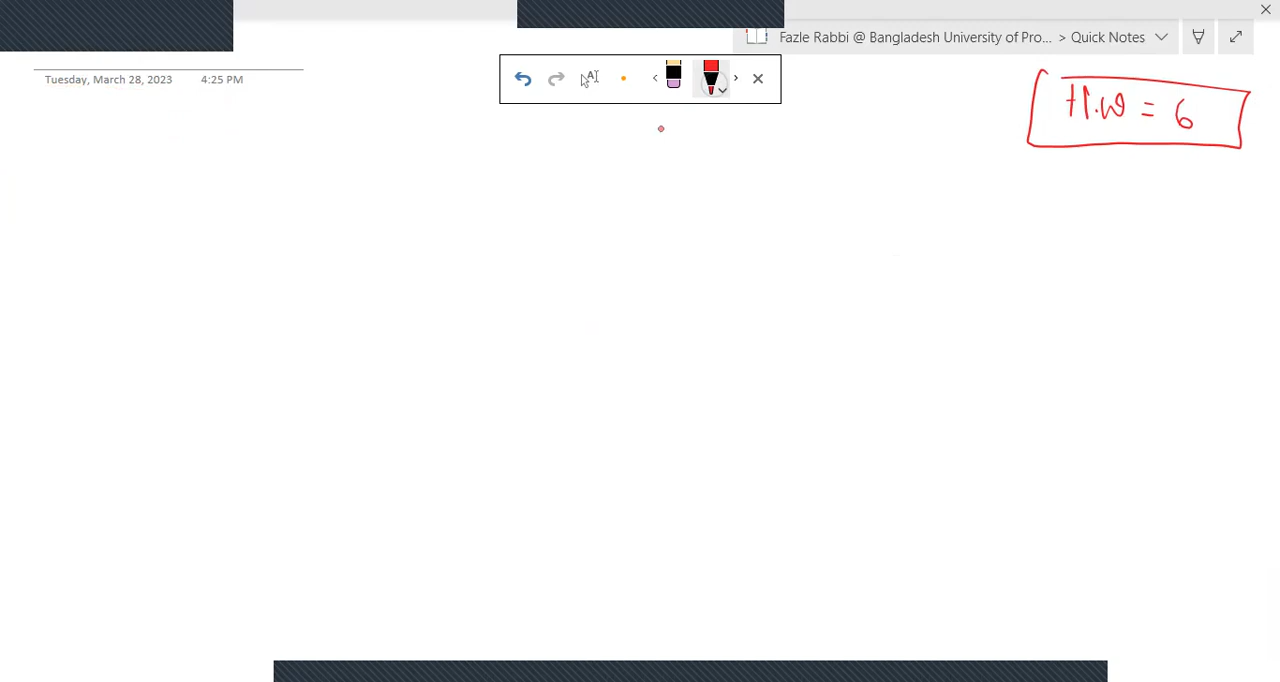 Fazle Rabbi @ Bangladesh University of Pro... > Quick Notes
Tuesday, March 28, 2023 4:25 PM
H.W = 6